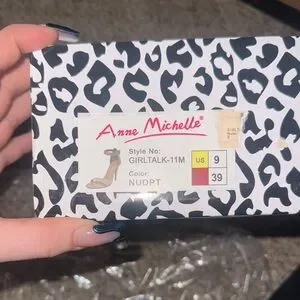 Anne Michelle®
Style No:
GIRLTALK-11M
Color:
NUDPT
US 9
39